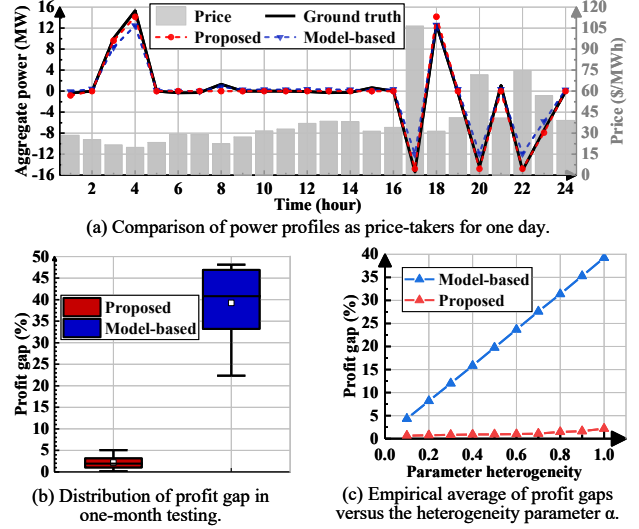 16
12
8
4
0
-4
-8
-12
-16
Aggregate power (MW)
Price
Ground truth
Proposed
Model-based
120
105
90
75
60
45
30
15
0
Price ($/MWh)
2 4 6 8 10 12 14 16 18 20 22 24
Time (hour)
(a) Comparison of power profiles as price-takers for one day.
50
45
40
35
30
25
20
15
10
5
0
Profit gap (%)
Proposed
Model-based
(b) Distribution of profit gap in
one-month testing.
40
35
30
25
20
15
10
5
0
Profit gap (%)
Model-based
Proposed
0.0 0.2 0.4 0.6 0.8 1.0
Parameter heterogeneity
(c) Empirical average of profit gaps
versus the heterogeneity parameter α.